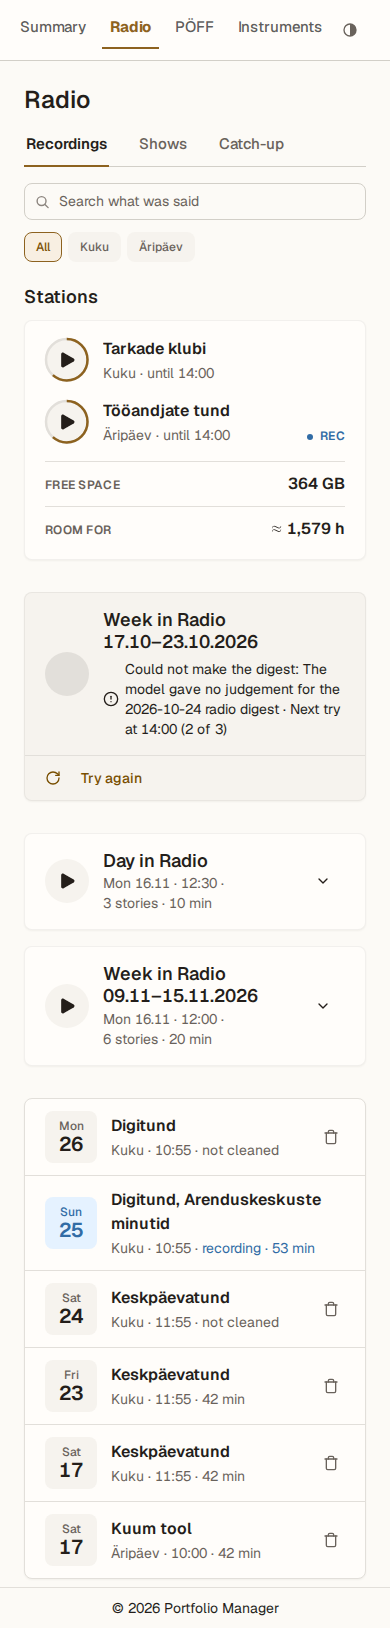 Summary Radio PÖFF Instruments
Radio
Recordings Shows Catch-up
Search what was said
All Kuku Äripäev
Stations
Tarkade klubi
Kuku · until 14:00
Tööandjate tund
Äripäev · until 14:00 REC
FREE SPACE 364 GB
ROOM FOR ≈ 1,579 h
Week in Radio
17.10–23.10.2026
Could not make the digest: The
model gave no judgement for the
2026-10-24 radio digest · Next try
at 14:00 (2 of 3)
Try again
Day in Radio
Mon 16.11 · 12:30 ·
3 stories · 10 min
Week in Radio
09.11–15.11.2026
Mon 16.11 · 12:00 ·
6 stories · 20 min
Mon
26
Digitund
Kuku · 10:55 · not cleaned
Sun
25
Digitund, Arenduskeskuste
minutid
Kuku · 10:55 · recording · 53 min
Sat
24
Keskpäevatund
Kuku · 11:55 · not cleaned
Fri
23
Keskpäevatund
Kuku · 11:55 · 42 min
Sat
17
Keskpäevatund
Kuku · 11:55 · 42 min
Sat
17
Kuum tool
Äripäev · 10:00 · 42 min
© 2026 Portfolio Manager